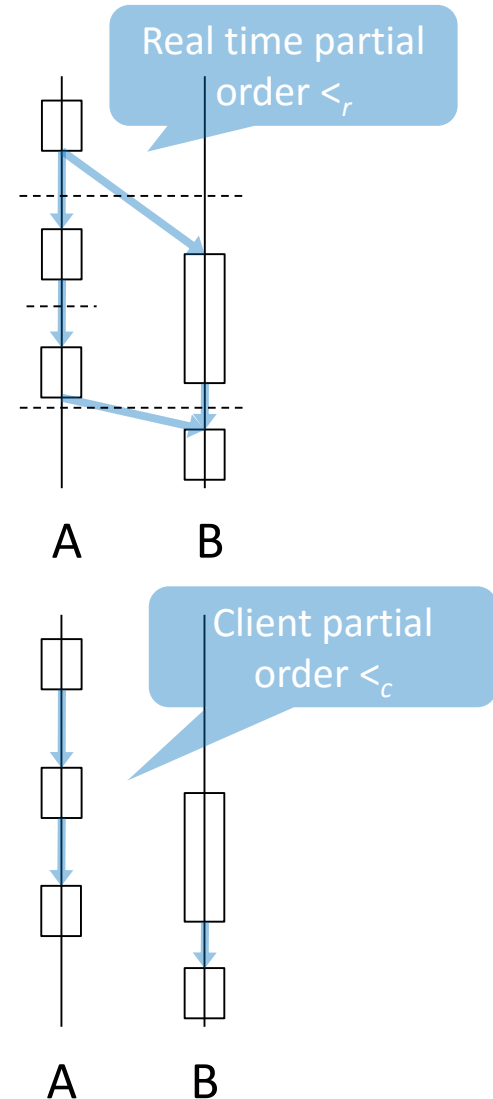 Real time partial
order <r
A B
Client partial
order <c
A B